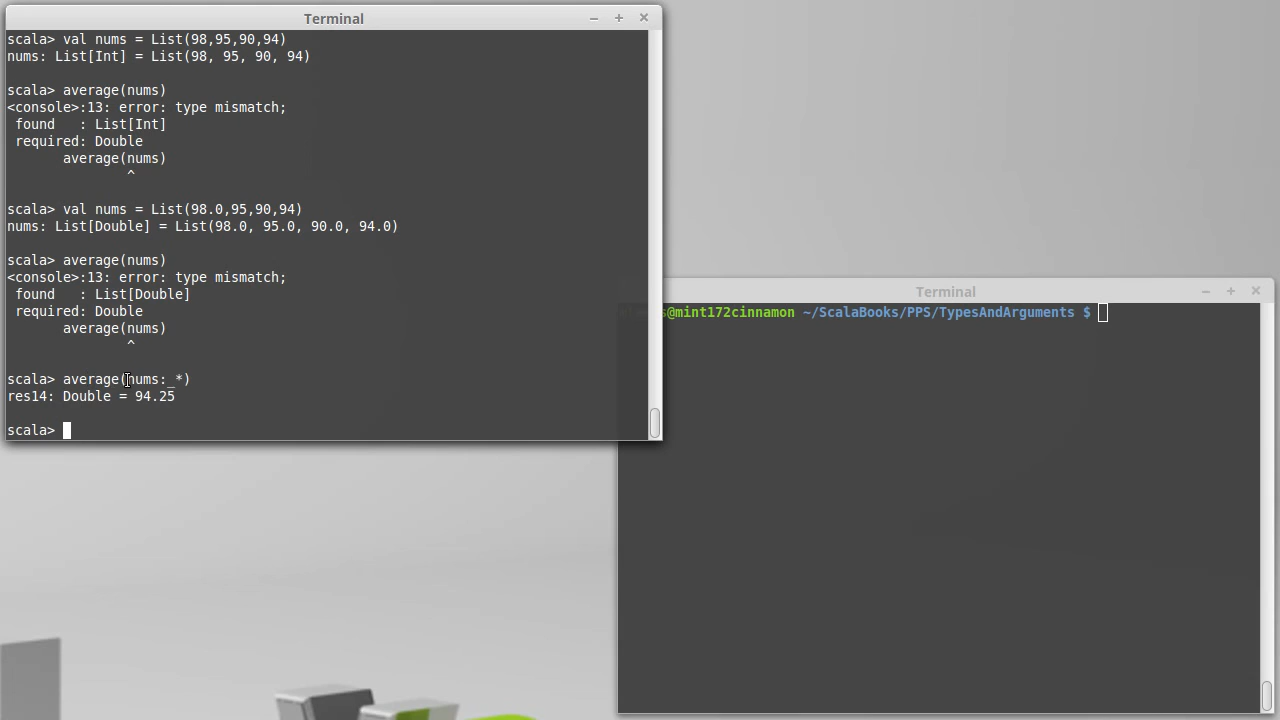 Terminal
scala> val nums = List(98,95,90,94)
nums: List[Int] = List(98, 95, 90, 94)
scala> average(nums)
<console>:13: error: type mismatch;
 found   : List[Int]
 required: Double
       average(nums)
               ^
scala> val nums = List(98.0,95,90,94)
nums: List[Double] = List(98.0, 95.0, 90.0, 94.0)
scala> average(nums)
<console>:13: error: type mismatch;
 found   : List[Double]
 required: Double
       average(nums)
               ^
scala> average(nums:_*)
res14: Double = 94.25
scala>
Terminal
@mint172cinnamon ~/ScalaBooks/PPS/TypesAndArguments $